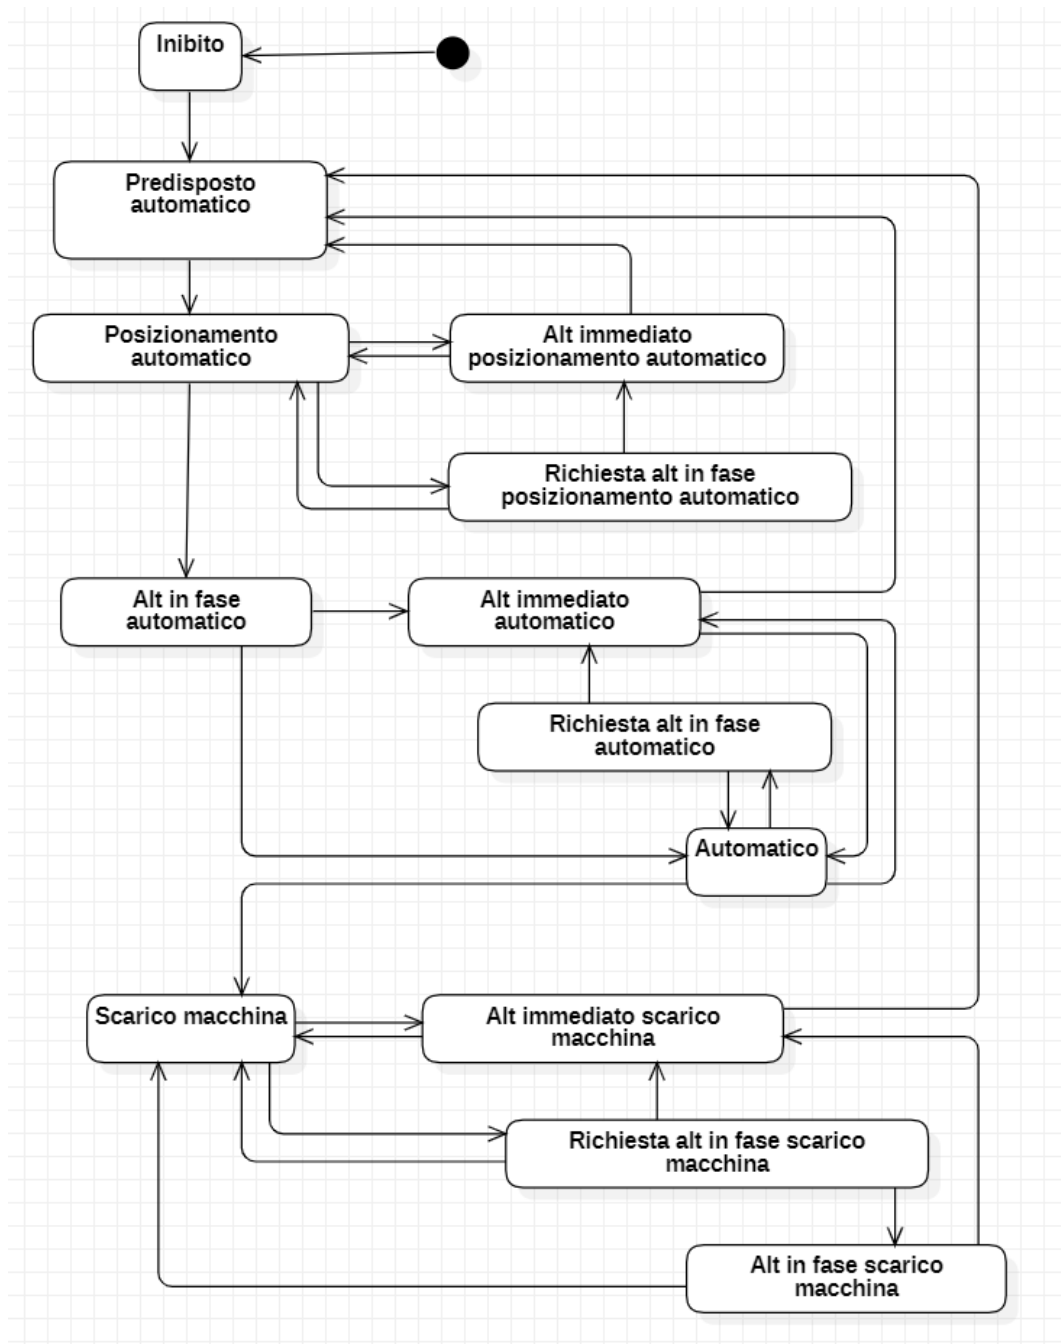 Inibito
Predisposto
automatico
Posizionamento
automatico
Alt immediato
posizionamento automatico
Richiesta alt in fase
posizionamento automatico
Alt in fase
automatico
Alt immediato
automatico
Richiesta alt in fase
automatico
Automatico
Scarico macchina
Alt immediato scarico
macchina
Richiesta alt in fase scarico
macchina
Alt in fase scarico
macchina